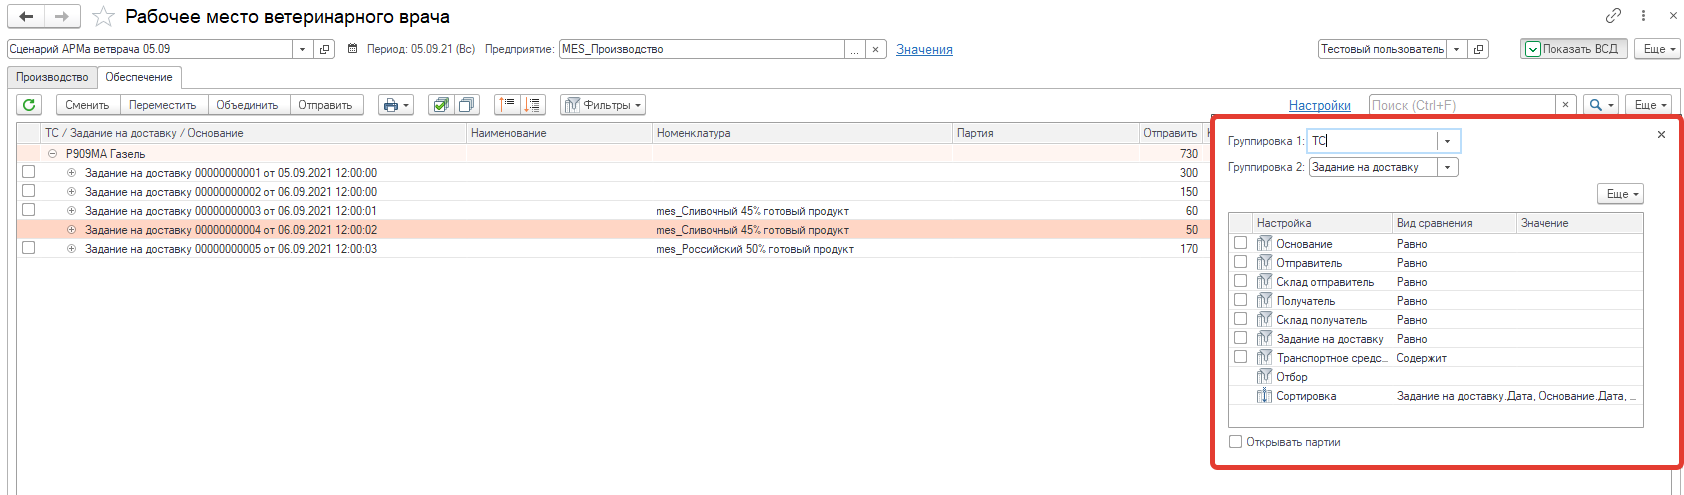 Рабочее место ветеринарного врача
Сценарий АРМа ветврача 05.09 Период: 05.09.21 (Вс) Предприятие: MES_Производство ... × Значения Тестовый пользователь Показать ВСД Еще
Производство Обеспечение
Сменить Переместить Объединить Отправить Фильтры Настройки Поиск (Ctrl+F) × Еще
ТС / Задание на доставку / Основание Наименование Номенклатура Партия Отправить
Р909МА Газель 730
Задание на доставку 00000000001 от 05.09.2021 12:00:00 300
Задание на доставку 00000000002 от 06.09.2021 12:00:00 150
Задание на доставку 00000000003 от 06.09.2021 12:00:01 mes_Сливочный 45% готовый продукт 60
Задание на доставку 00000000004 от 06.09.2021 12:00:02 mes_Сливочный 45% готовый продукт 50
Задание на доставку 00000000005 от 06.09.2021 12:00:03 mes_Российский 50% готовый продукт 170
Группировка 1: ТС
Группировка 2: Задание на доставку
Еще
Настройка Вид сравнения Значение
Основание Равно
Отправитель Равно
Склад отправитель Равно
Получатель Равно
Склад получатель Равно
Задание на доставку Равно
Транспортное средс... Содержит
Отбор
Сортировка Задание на доставку.Дата, Основание.Дата, ...
Открывать партии